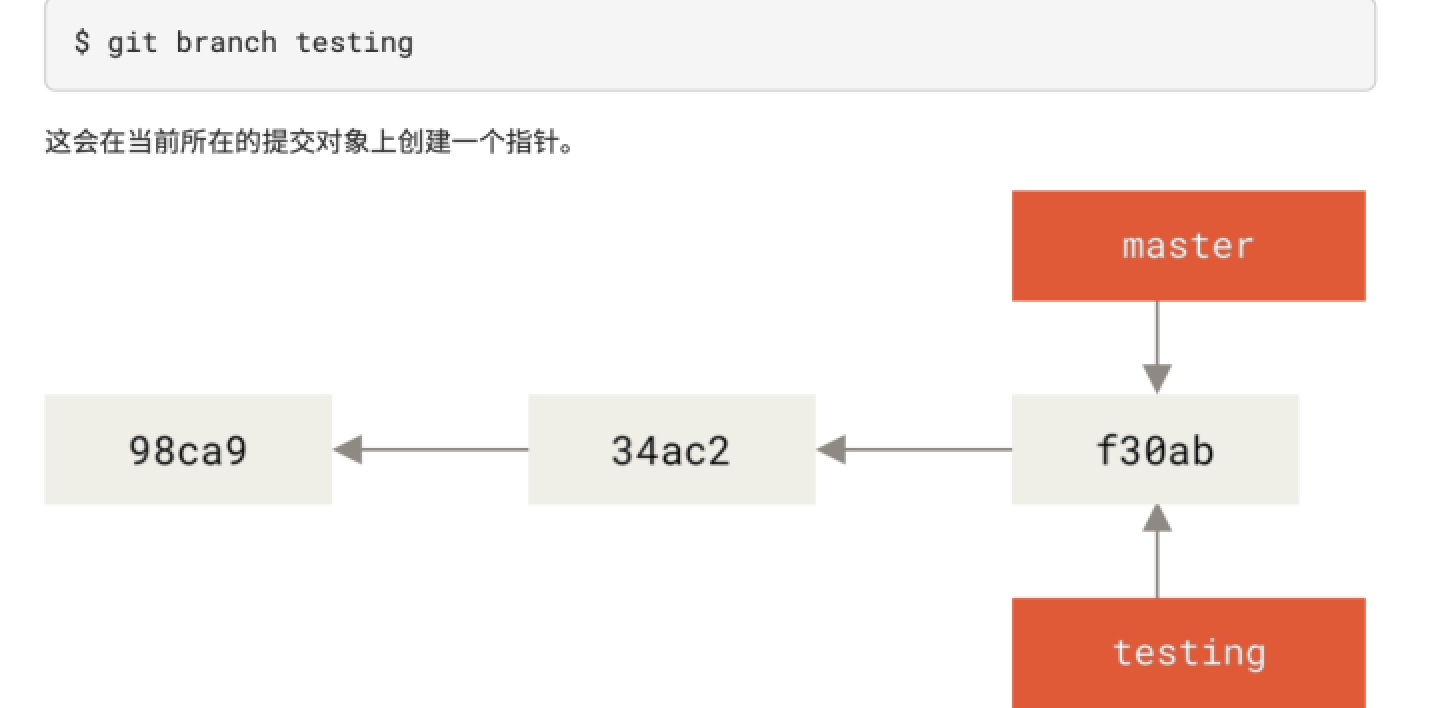 $ git branch testing
这会在当前所在的提交对象上创建一个指针。
master
98ca9
34ac2
f30ab
testing